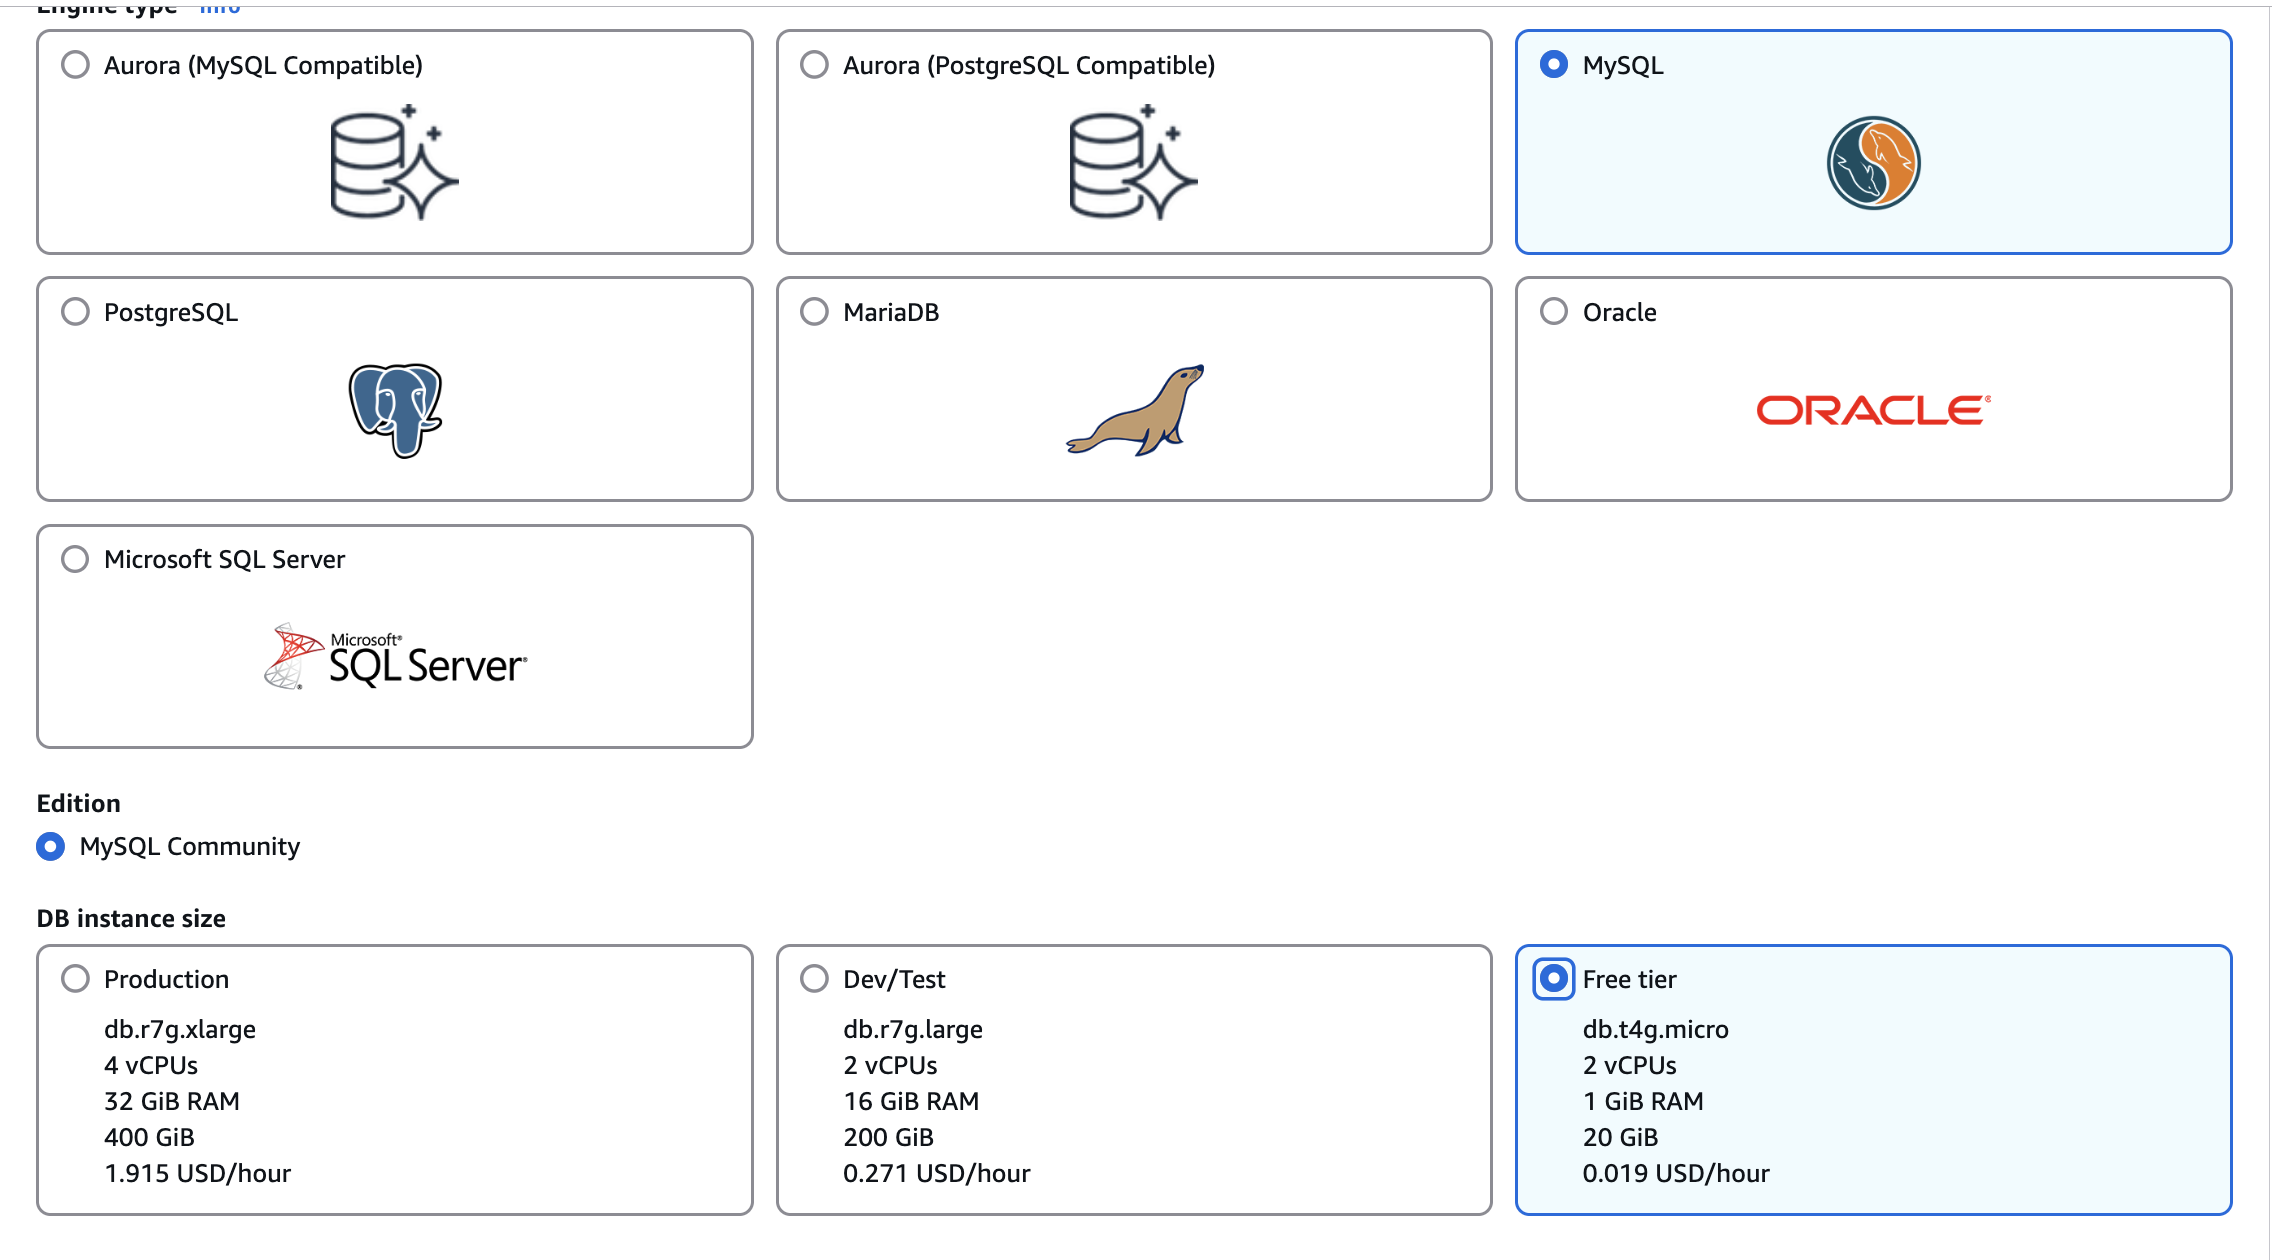 Engine type Info
Aurora (MySQL Compatible)
Aurora (PostgreSQL Compatible)
MySQL
PostgreSQL
MariaDB
Oracle
ORACLE®
Microsoft SQL Server
Microsoft®
SQL Server®
Edition
MySQL Community
DB instance size
Production
db.r7g.xlarge
4 vCPUs
32 GiB RAM
400 GiB
1.915 USD/hour
Dev/Test
db.r7g.large
2 vCPUs
16 GiB RAM
200 GiB
0.271 USD/hour
Free tier
db.t4g.micro
2 vCPUs
1 GiB RAM
20 GiB
0.019 USD/hour